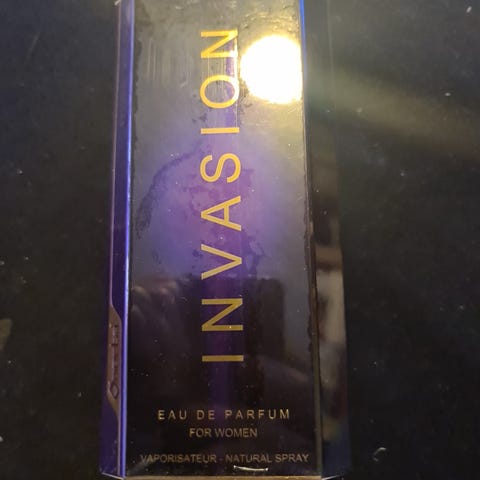 INVASION
EAU DE PARFUM
FOR WOMEN
VAPORISATEUR - NATURAL SPRAY